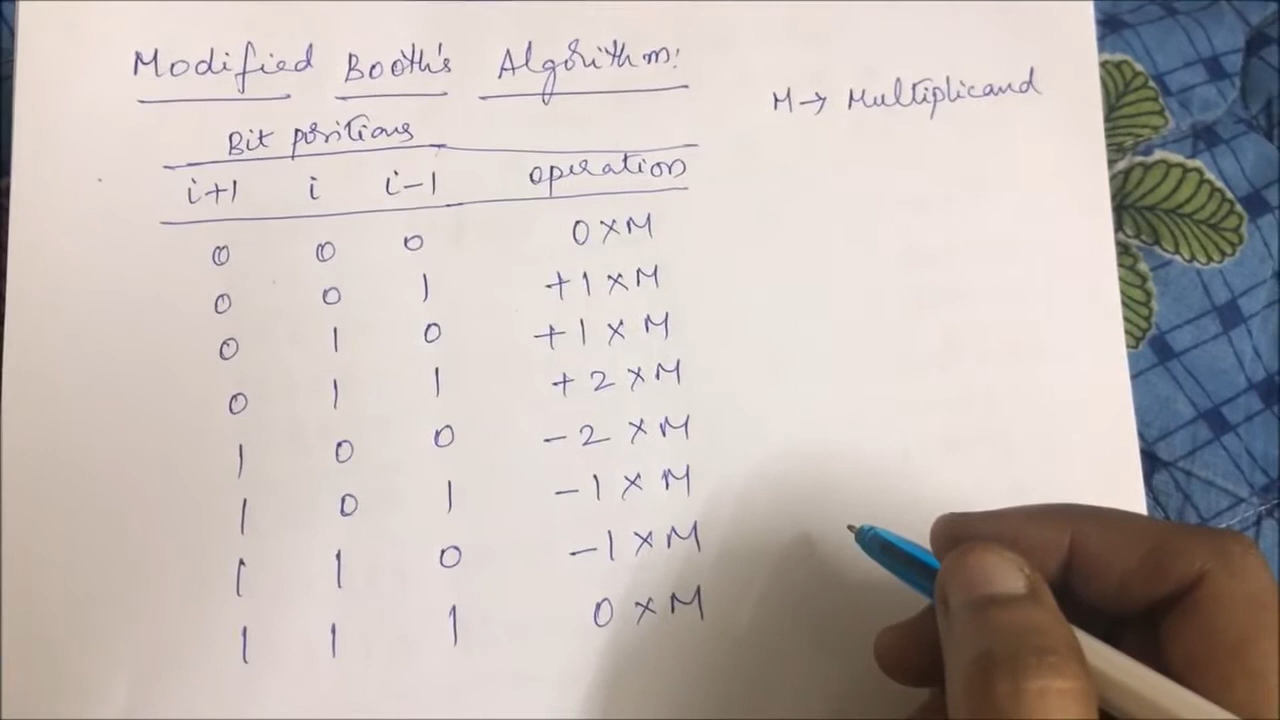 Modified Booth's Algorithm:
M→ Multiplicand
Bit positions
i+1 i i-1 operation
0 0 0 0×M
0 0 1 +1×M
0 1 0 +1×M
0 1 1 +2×M
1 0 0 -2×M
1 0 1 -1×M
1 1 0 -1×M
1 1 1 0×M